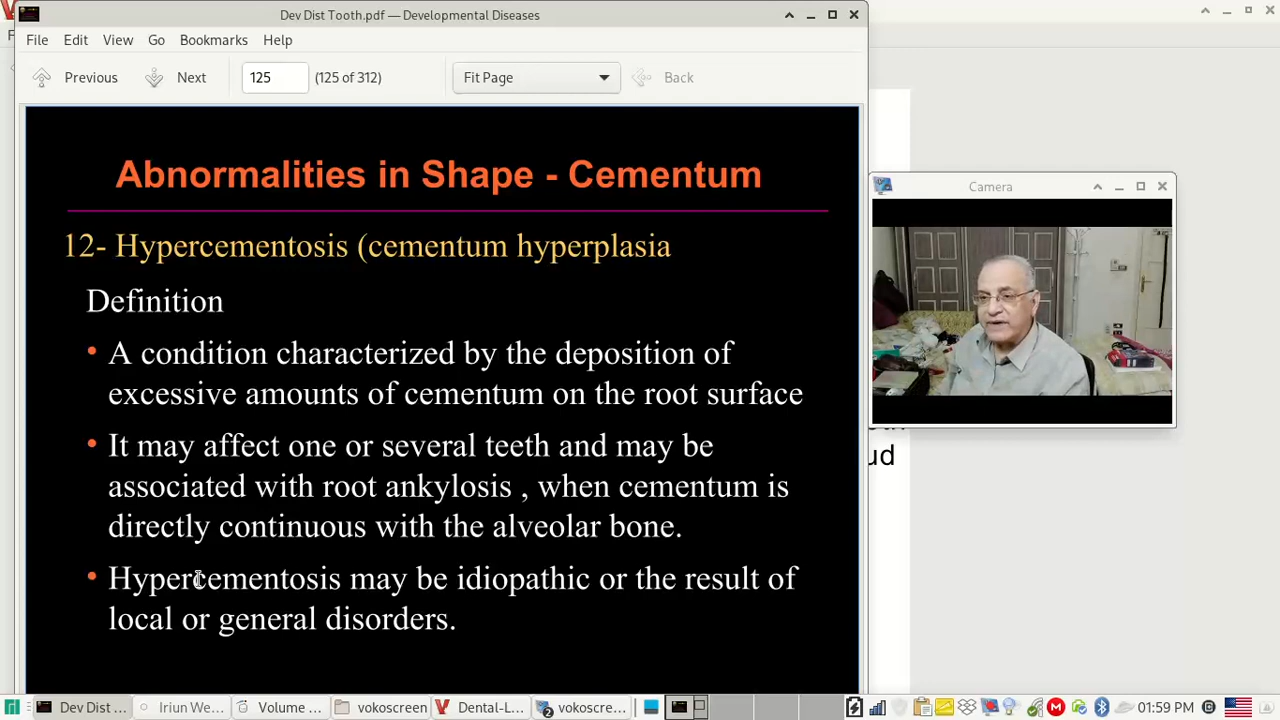 Dev Dist Tooth.pdf — Developmental Diseases
File Edit View Go Bookmarks Help
Previous Next 125 (125 of 312) Fit Page Back
Abnormalities in Shape - Cementum
12- Hypercementosis (cementum hyperplasia
Definition
• A condition characterized by the deposition of
excessive amounts of cementum on the root surface
• It may affect one or several teeth and may be
associated with root ankylosis , when cementum is
directly continuous with the alveolar bone.
• Hypercementosis may be idiopathic or the result of
local or general disorders.
Camera
ud
Dev Dist ... Iriun We... Volume ... vokoscreen Dental-L... vokoscre... 01:59 PM